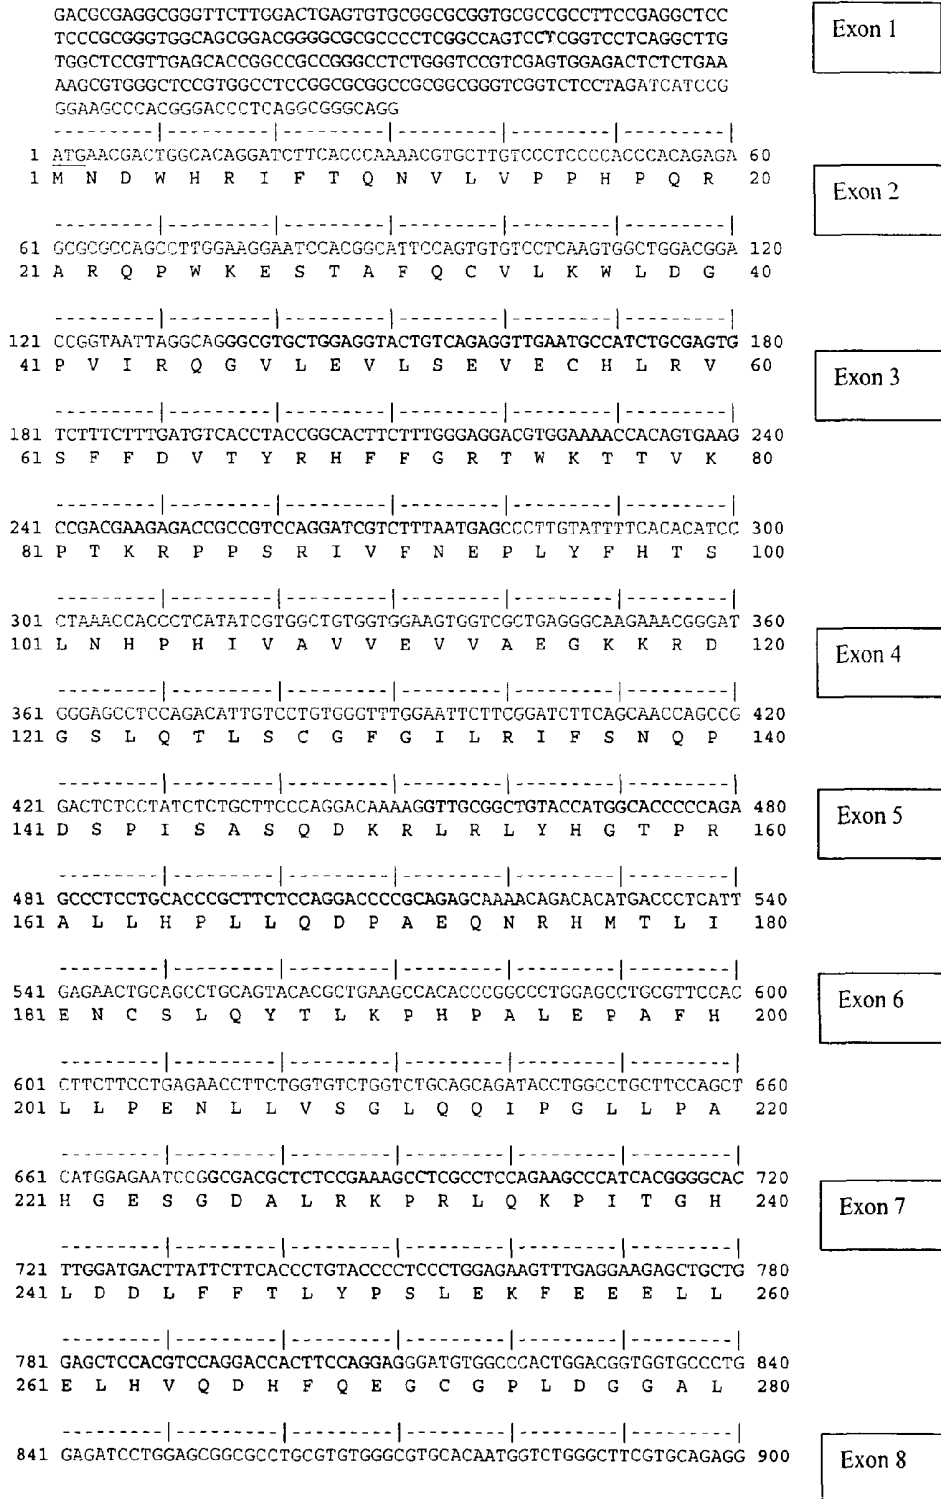 GACGCGAGGCGGGTTCTTGGACTGAGTGTGCGGCGCGGTGCGCCGCCTTCCGAGGCTCC
Exon 1
TCCCGCGGGTGGCAGCGGACGGGGCGCGCCCCTCGGCCAGTCCTCGGTCCTCAGGCTTG
TGGCTCCGTTGAGCACCGGCCGCCGGGCCTCTGGGTCCGTCGAGTGGAGACTCTCTGAA
AAGCGTGGGCTCCGTGGCCTCCGGCGCGGCCGCGGCGGGTCGGTCTCCTAGATCATCCG
GGAAGCCCACGGGACCCTCAGGCGGGCAGG
---------|---------|---------|---------|---------|---------|
1 ATGAACGACTGGCACAGGATCTTCACCCAAAACGTGCTTGTCCCTCCCCACCCACAGAGA 60
1 M N D W H R I F T Q N V L V P P H P Q R 20
Exon 2
---------|---------|---------|---------|---------|---------|
61 GCGCGCCAGCCTTGGAAGGAATCCACGGCATTCCAGTGTGTCCTCAAGTGGCTGGACGGA 120
21 A R Q P W K E S T A F Q C V L K W L D G 40
---------|---------|---------|---------|---------|---------|
121 CCGGTAATTAGGCAGGGCGTGCTGGAGGTACTGTCAGAGGTTGAATGCCATCTGCGAGTG 180
41 P V I R Q G V L E V L S E V E C H L R V 60
Exon 3
---------|---------|---------|---------|---------|---------|
181 TCTTTCTTTGATGTCACCTACCGGCACTTCTTTGGGAGGACGTGGAAAACCACAGTGAAG 240
61 S F F D V T Y R H F F G R T W K T T V K 80
---------|---------|---------|---------|---------|---------|
241 CCGACGAAGAGACCGCCGTCCAGGATCGTCTTTAATGAGCCCTTGTATTTTCACACATCC 300
81 P T K R P P S R I V F N E P L Y F H T S 100
---------|---------|---------|---------|---------|---------|
301 CTAAACCACCCTCATATCGTGGCTGTGGTGGAAGTGGTCGCTGAGGGCAAGAAACGGGAT 360
101 L N H P H I V A V V E V V A E G K K R D 120
Exon 4
---------|---------|---------|---------|---------|---------|
361 GGGAGCCTCCAGACATTGTCCTGTGGGTTTGGAATTCTTCGGATCTTCAGCAACCAGCCG 420
121 G S L Q T L S C G F G I L R I F S N Q P 140
---------|---------|---------|---------|---------|---------|
421 GACTCTCCTATCTCTGCTTCCCAGGACAAAAGGTTGCGGCTGTACCATGGCACCCCCAGA 480
141 D S P I S A S Q D K R L R L Y H G T P R 160
Exon 5
---------|---------|---------|---------|---------|---------|
481 GCCCTCCTGCACCCGCTTCTCCAGGACCCCGCAGAGCAAAACAGACACATGACCCTCATT 540
161 A L L H P L L Q D P A E Q N R H M T L I 180
---------|---------|---------|---------|---------|---------|
541 GAGAACTGCAGCCTGCAGTACACGCTGAAGCCACACCCGGCCCTGGAGCCTGCGTTCCAC 600
181 E N C S L Q Y T L K P H P A L E P A F H 200
Exon 6
---------|---------|---------|---------|---------|---------|
601 CTTCTTCCTGAGAACCTTCTGGTGTCTGGTCTGCAGCAGATACCTGGCCTGCTTCCAGCT 660
201 L L P E N L L V S G L Q Q I P G L L P A 220
---------|---------|---------|---------|---------|---------|
661 CATGGAGAATCCGGCGACGCTCTCCGAAAGCCTCGCCTCCAGAAGCCCATCACGGGGCAC 720
221 H G E S G D A L R K P R L Q K P I T G H 240
Exon 7
---------|---------|---------|---------|---------|---------|
721 TTGGATGACTTATTCTTCACCCTGTACCCCTCCCTGGAGAAGTTTGAGGAAGAGCTGCTG 780
241 L D D L F F T L Y P S L E K F E E E L L 260
---------|---------|---------|---------|---------|---------|
781 GAGCTCCACGTCCAGGACCACTTCCAGGAGGGATGTGGCCCACTGGACGGTGGTGCCCTG 840
261 E L H V Q D H F Q E G C G P L D G G A L 280
---------|---------|---------|---------|---------|---------|
841 GAGATCCTGGAGCGGCGCCTGCGTGTGGGCGTGCACAATGGTCTGGGCTTCGTGCAGAGG 900
Exon 8